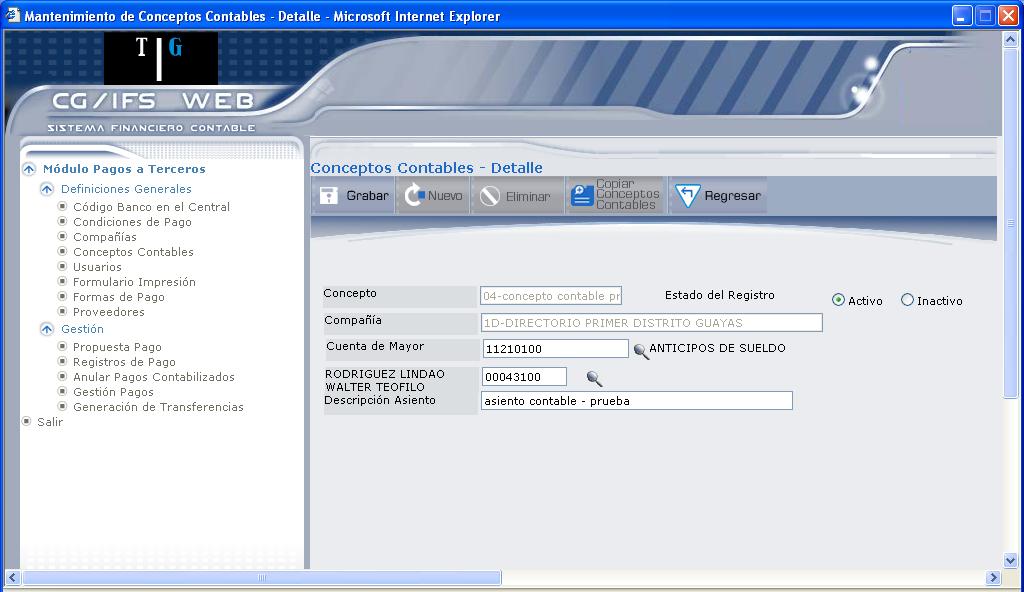 Mantenimiento de Conceptos Contables - Detalle - Microsoft Internet Explorer
T G
CG/IFS WEB
SISTEMA FINANCIERO CONTABLE
Módulo Pagos a Terceros
Definiciones Generales
Código Banco en el Central
Condiciones de Pago
Compañías
Conceptos Contables
Usuarios
Formulario Impresión
Formas de Pago
Proveedores
Gestión
Propuesta Pago
Registros de Pago
Anular Pagos Contabilizados
Gestión Pagos
Generación de Transferencias
Salir
Conceptos Contables - Detalle
Grabar Nuevo Eliminar Copiar Conceptos Contables Regresar
Concepto 04-concepto contable pr Estado del Registro Activo Inactivo
Compañía 1D-DIRECTORIO PRIMER DISTRITO GUAYAS
Cuenta de Mayor 11210100 ANTICIPOS DE SUELDO
RODRIGUEZ LINDAO 00043100
WALTER TEOFILO
Descripción Asiento asiento contable - prueba